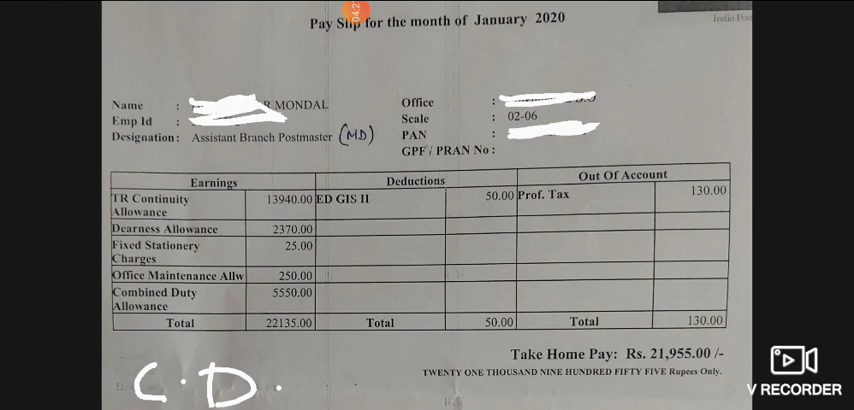 04:2
Pay Slip for the month of January 2020
India Pos
Name : R MONDAL Office :
Emp Id : Scale : 02-06
Designation : Assistant Branch Postmaster (MD) PAN :
GPF / PRAN No :
Earnings Deductions Out Of Account
TR Continuity Allowance 13940.00 ED GIS II 50.00 Prof. Tax 130.00
Dearness Allowance 2370.00
Fixed Stationery Charges 25.00
Office Maintenance Allw 250.00
Combined Duty Allowance 5550.00
Total 22135.00 Total 50.00 Total 130.00
Take Home Pay: Rs. 21,955.00 /-
TWENTY ONE THOUSAND NINE HUNDRED FIFTY FIVE Rupees Only.
C.D.
V RECORDER